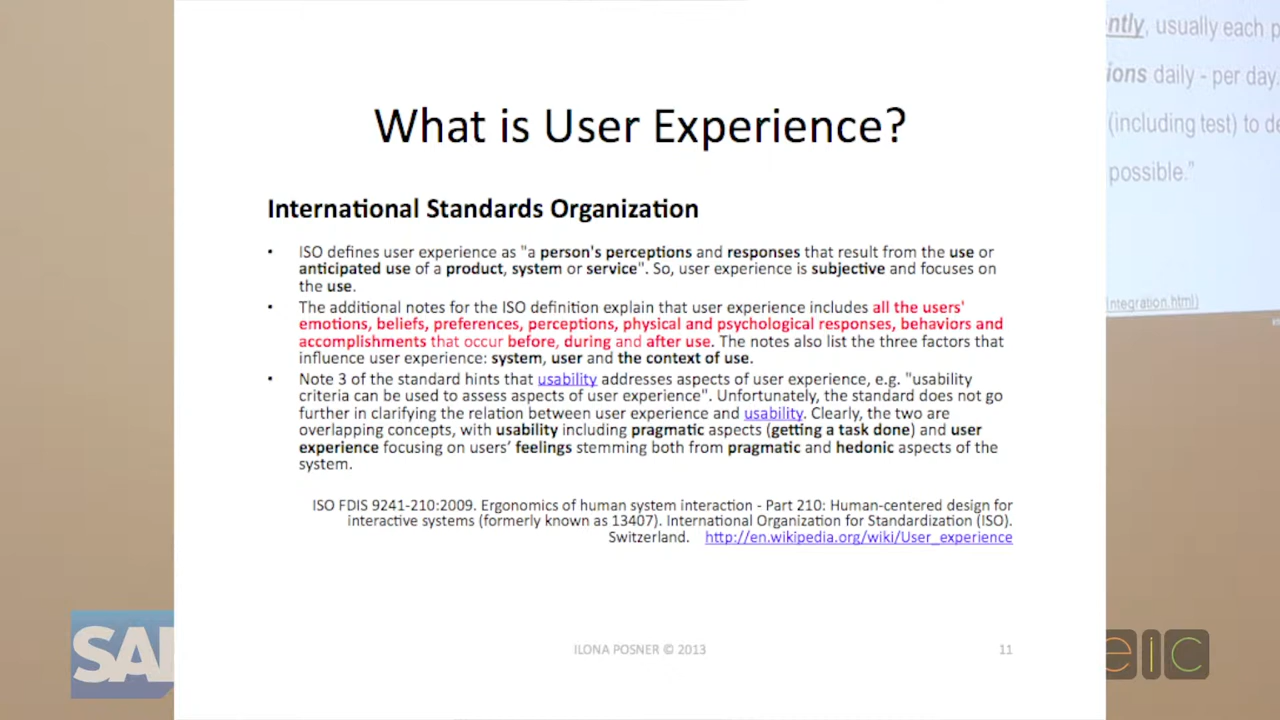 What is User Experience?
International Standards Organization
• ISO defines user experience as "a person's perceptions and responses that result from the use or
anticipated use of a product, system or service". So, user experience is subjective and focuses on
the use.
• The additional notes for the ISO definition explain that user experience includes all the users'
emotions, beliefs, preferences, perceptions, physical and psychological responses, behaviors and
accomplishments that occur before, during and after use. The notes also list the three factors that
influence user experience: system, user and the context of use.
• Note 3 of the standard hints that usability addresses aspects of user experience, e.g. "usability
criteria can be used to assess aspects of user experience". Unfortunately, the standard does not go
further in clarifying the relation between user experience and usability. Clearly, the two are
overlapping concepts, with usability including pragmatic aspects (getting a task done) and user
experience focusing on users’ feelings stemming both from pragmatic and hedonic aspects of the
system.
ISO FDIS 9241-210:2009. Ergonomics of human system interaction - Part 210: Human-centered design for
interactive systems (formerly known as 13407). International Organization for Standardization (ISO).
Switzerland. http://en.wikipedia.org/wiki/User_experience
ILONA POSNER © 2013
11
usually each
daily - per day.
(including test) to
possible.”
eic